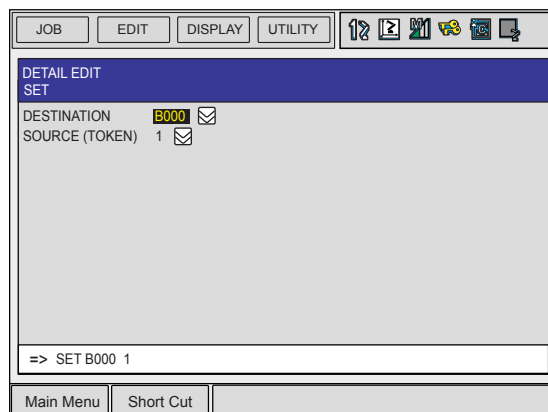 JOB EDIT DISPLAY UTILITY
DETAIL EDIT
SET
DESTINATION B000
SOURCE (TOKEN) 1
=> SET B000 1
Main Menu Short Cut